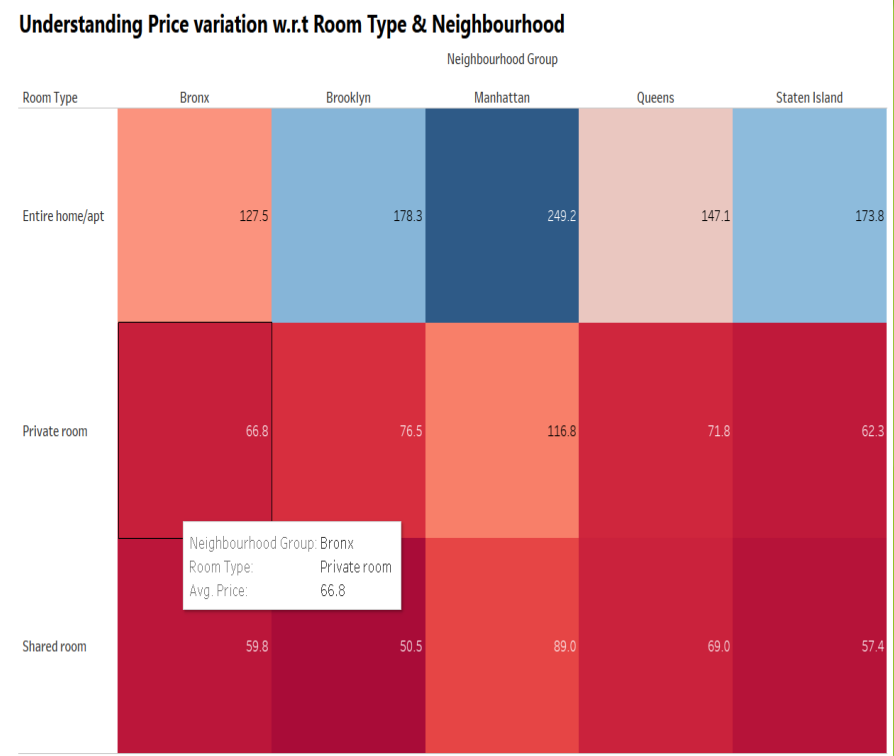 Understanding Price variation w.r.t Room Type & Neighbourhood
Neighbourhood Group
Room Type Bronx Brooklyn Manhattan Queens Staten Island
Entire home/apt 127.5 178.3 249.2 147.1 173.8
Private room 66.8 76.5 116.8 71.8 62.3
Neighbourhood Group: Bronx
Room Type: Private room
Avg. Price: 66.8
Shared room 59.8 50.5 89.0 69.0 57.4